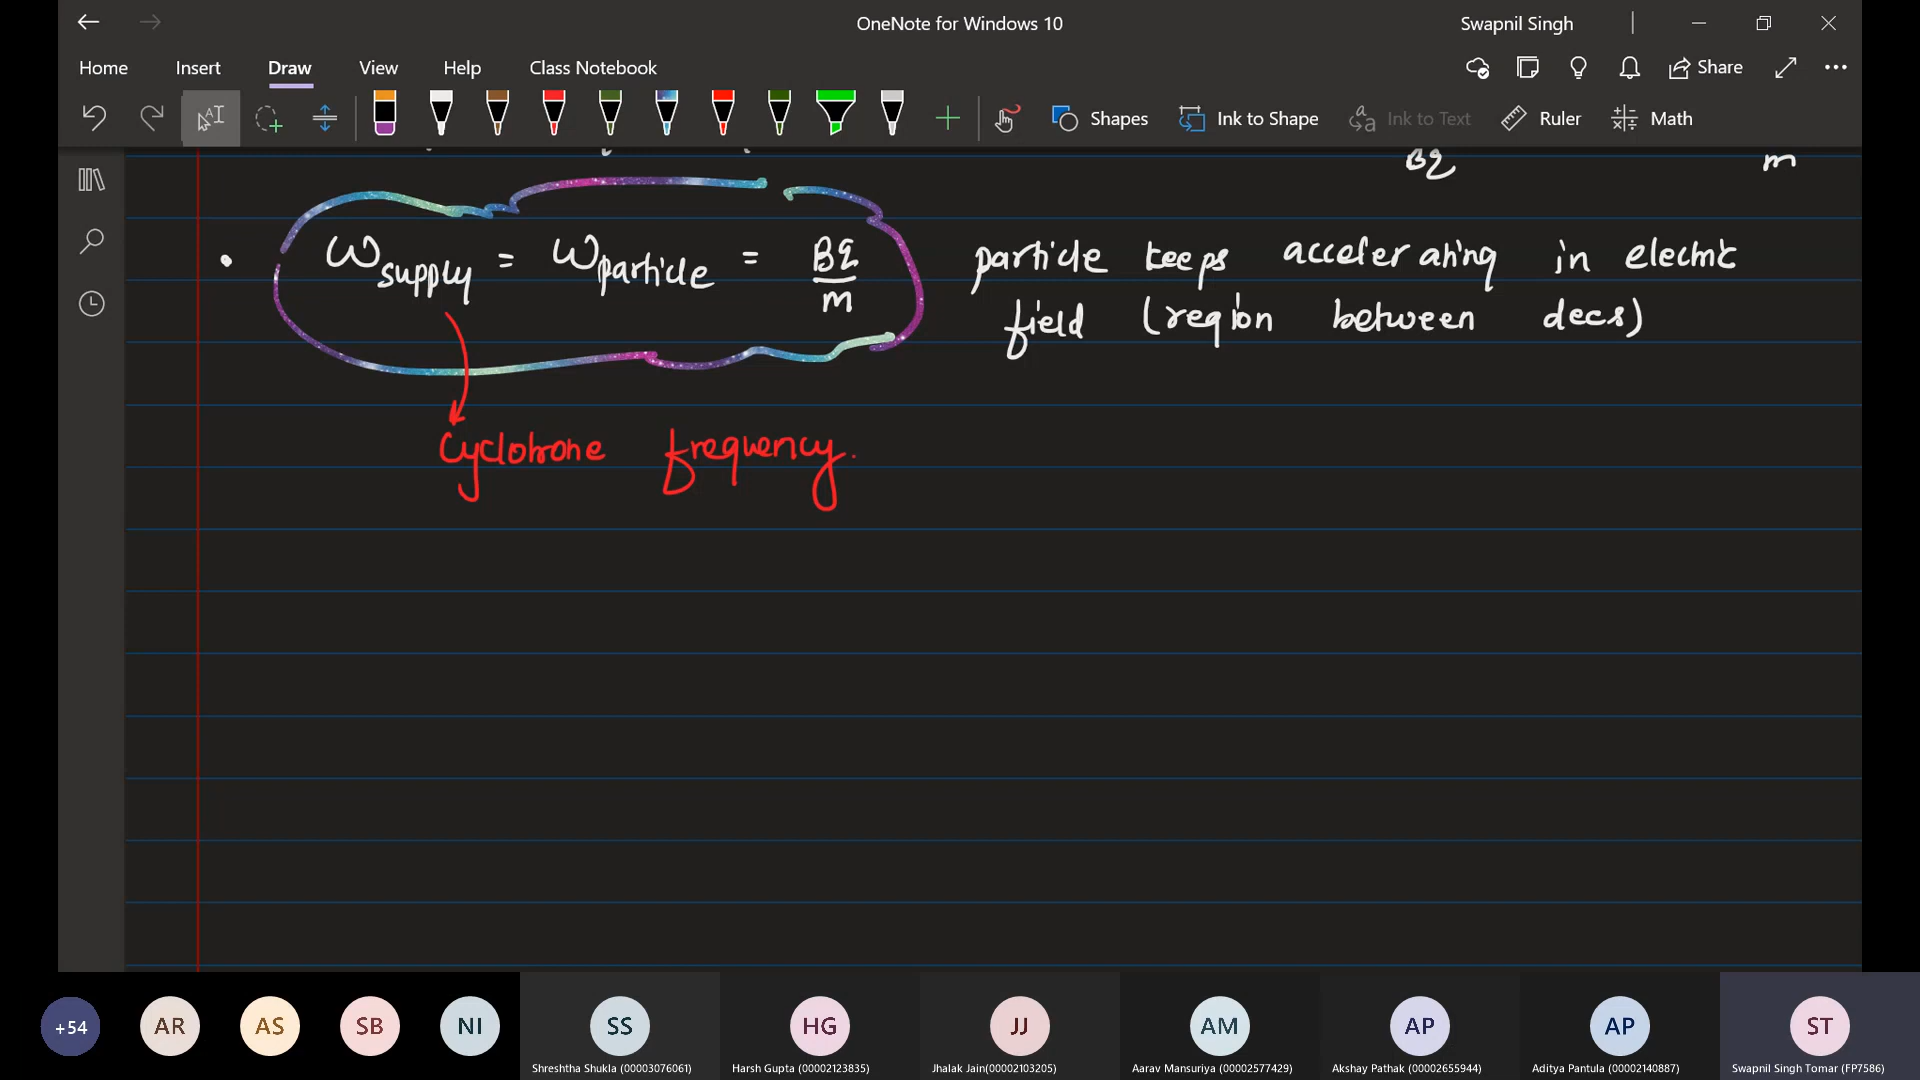 OneNote for Windows 10
Swapnil Singh
Home Insert Draw View Help Class Notebook
Share
Shapes Ink to Shape Ink to Text Ruler Math
Bq m
ω supply = ω particle = Bq/m particle keeps accelerating in electric
field (region between decs)
Cyclotrone frequency.
+54 AR AS SB NI SS HG JJ AM AP AP ST
Shreshtha Shukla (00003076061) Harsh Gupta (00002123835) Jhalak Jain(00002103205) Aarav Mansuriya (00002577429) Akshay Pathak (00002655944) Aditya Pantula (00002140887) Swapnil Singh Tomar (FP7586)